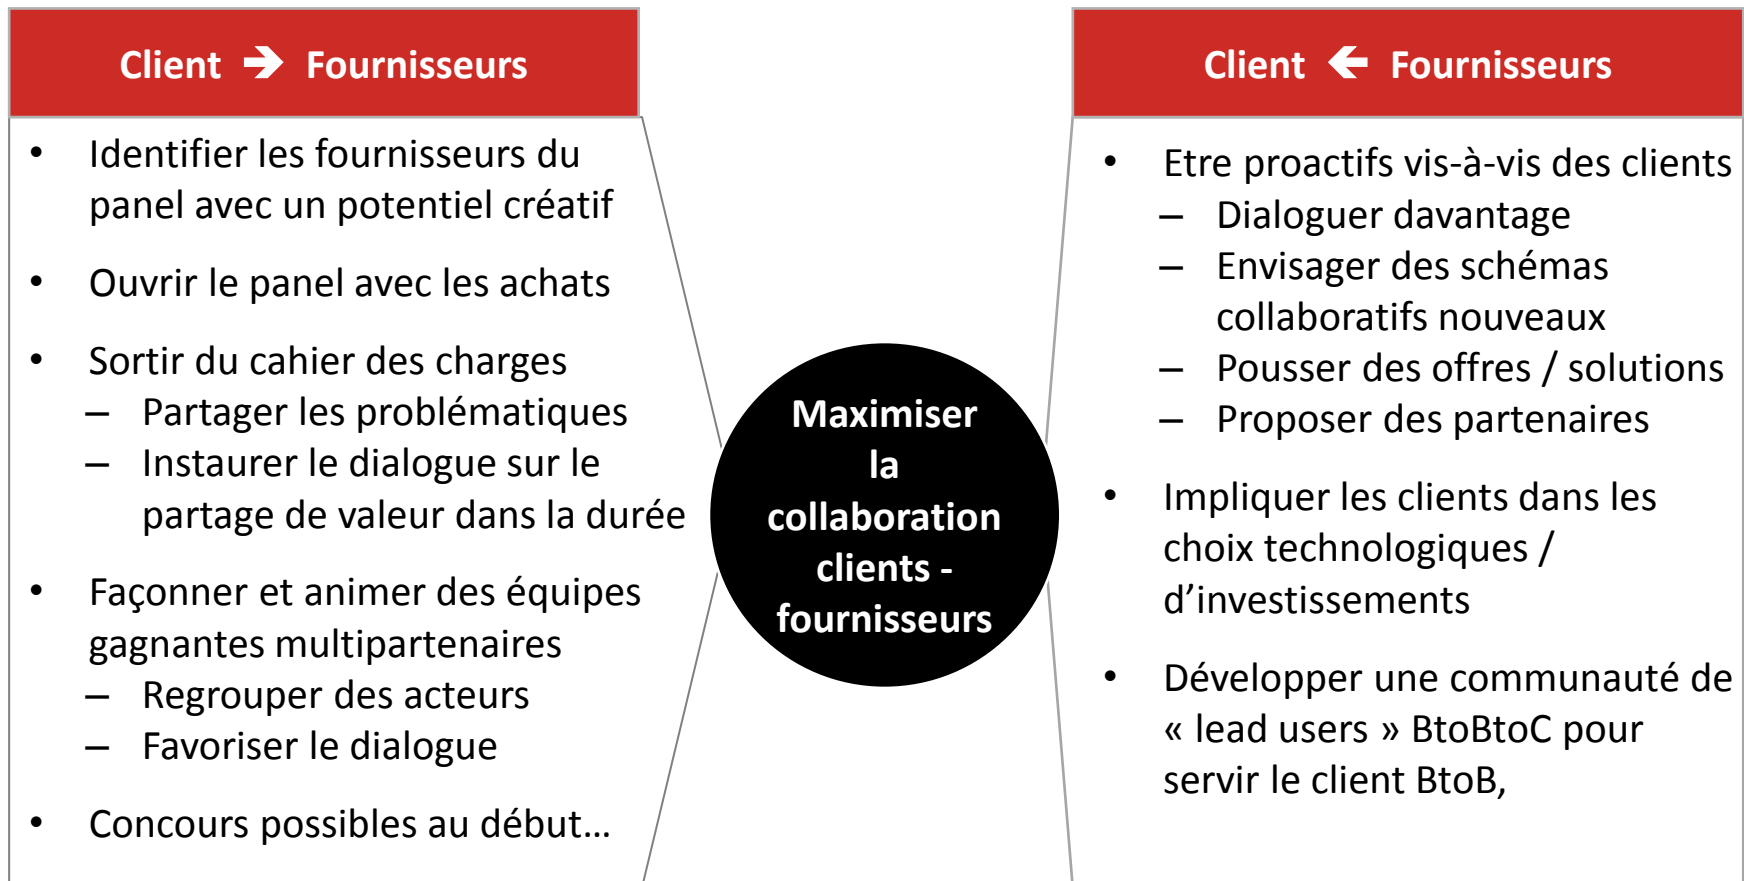 Client ➔ Fournisseurs
• Identifier les fournisseurs du
panel avec un potentiel créatif
• Ouvrir le panel avec les achats
• Sortir du cahier des charges
– Partager les problématiques
– Instaurer le dialogue sur le
partage de valeur dans la durée
• Façonner et animer des équipes
gagnantes multipartenaires
– Regrouper des acteurs
– Favoriser le dialogue
• Concours possibles au début…
Maximiser
la
collaboration
clients -
fournisseurs
Client 🡸 Fournisseurs
• Etre proactifs vis-à-vis des clients
– Dialoguer davantage
– Envisager des schémas
collaboratifs nouveaux
– Pousser des offres / solutions
– Proposer des partenaires
• Impliquer les clients dans les
choix technologiques /
d’investissements
• Développer une communauté de
« lead users » BtoBtoC pour
servir le client BtoB,